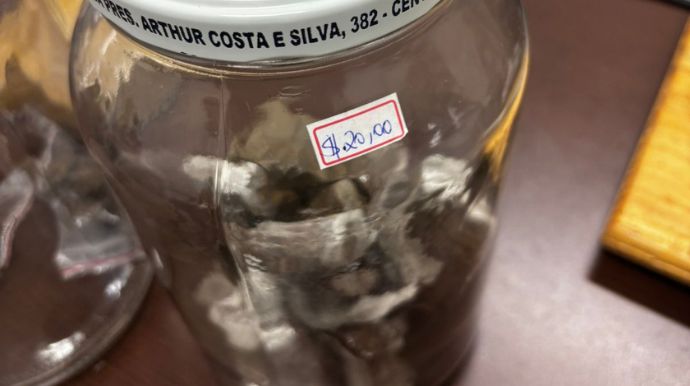 PRES. ARTHUR COSTA E SILVA, 382 - CEN
$.20,00